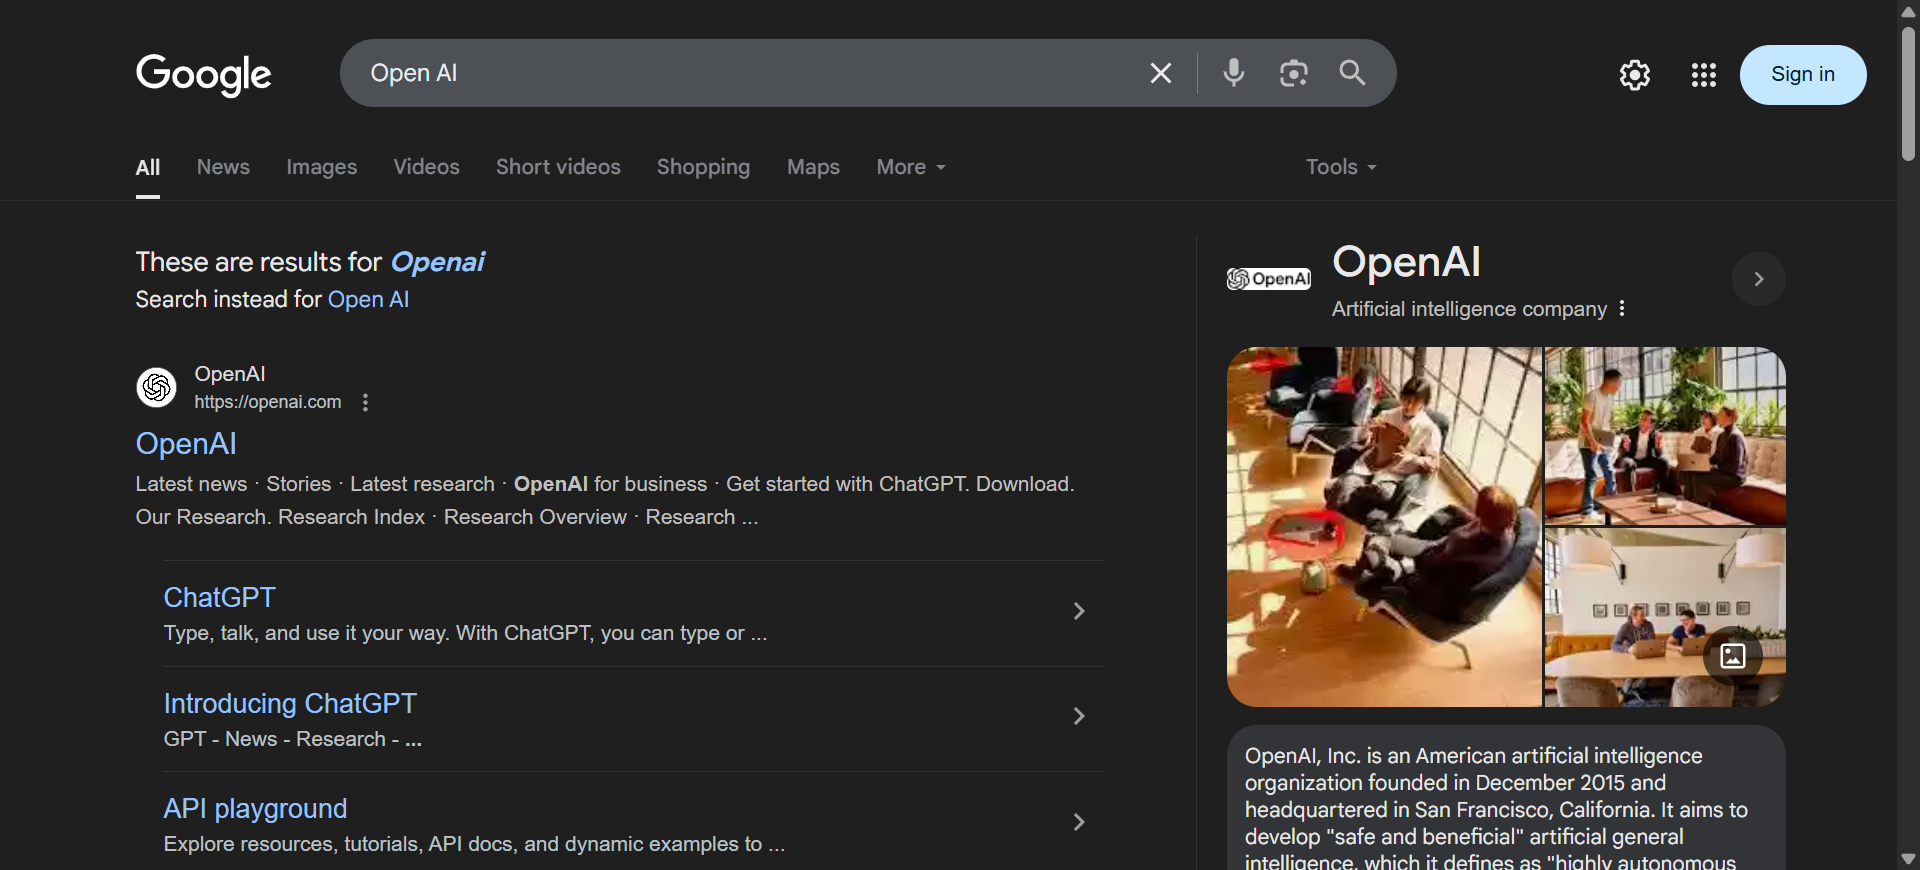 Google
Open AI
Sign in
All News Images Videos Short videos Shopping Maps More Tools
These are results for Openai
Search instead for Open AI
OpenAI
https://openai.com
OpenAI
Latest news · Stories · Latest research · OpenAI for business · Get started with ChatGPT. Download.
Our Research. Research Index · Research Overview · Research ...
ChatGPT
Type, talk, and use it your way. With ChatGPT, you can type or ...
Introducing ChatGPT
GPT - News - Research - ...
API playground
Explore resources, tutorials, API docs, and dynamic examples to ...
OpenAI
OpenAI
Artificial intelligence company
OpenAI, Inc. is an American artificial intelligence
organization founded in December 2015 and
headquartered in San Francisco, California. It aims to
develop "safe and beneficial" artificial general
intelligence, which it defines as "highly autonomous